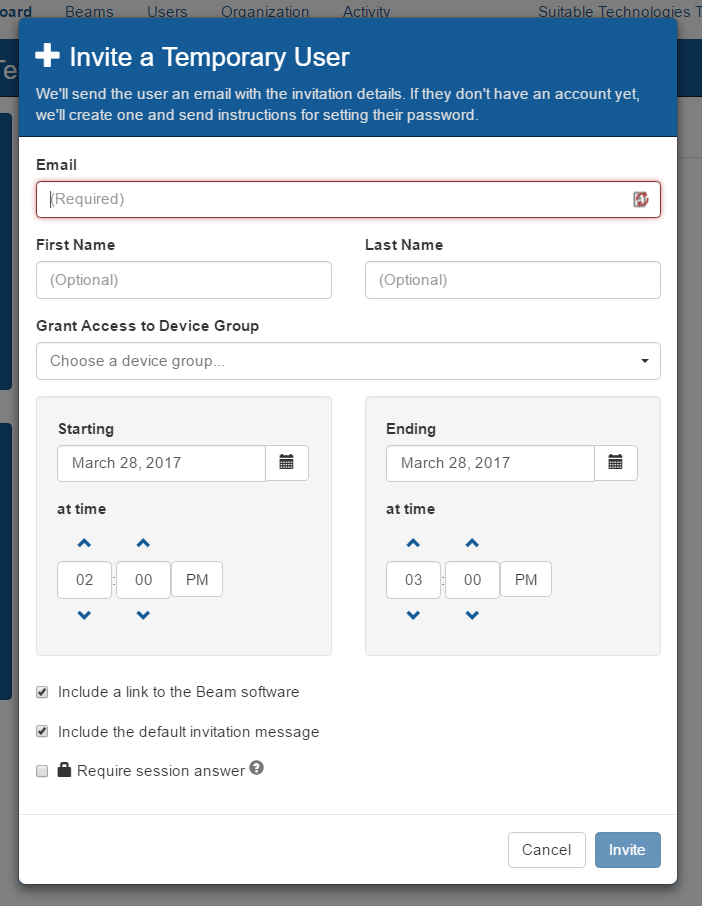 oard Beams Users Organization Activity Suitable Technologies T
Te
Invite a Temporary User
We'll send the user an email with the invitation details. If they don't have an account yet,
we'll create one and send instructions for setting their password.
Email
(Required)
First Name Last Name
(Optional) (Optional)
Grant Access to Device Group
Choose a device group...
Starting Ending
March 28, 2017 March 28, 2017
at time at time
02 : 00 PM 03 : 00 PM
Include a link to the Beam software
Include the default invitation message
Require session answer ?
Cancel Invite